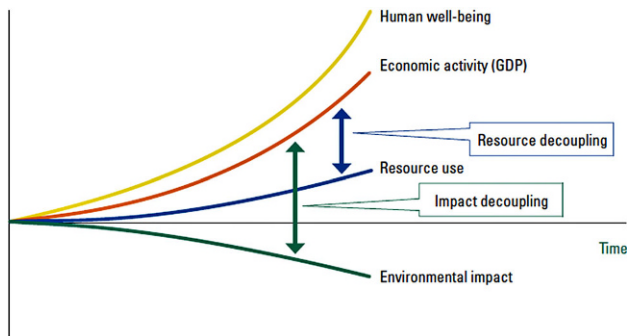 Human well-being
Economic activity (GDP)
Resource decoupling
Resource use
Impact decoupling
Time
Environmental impact